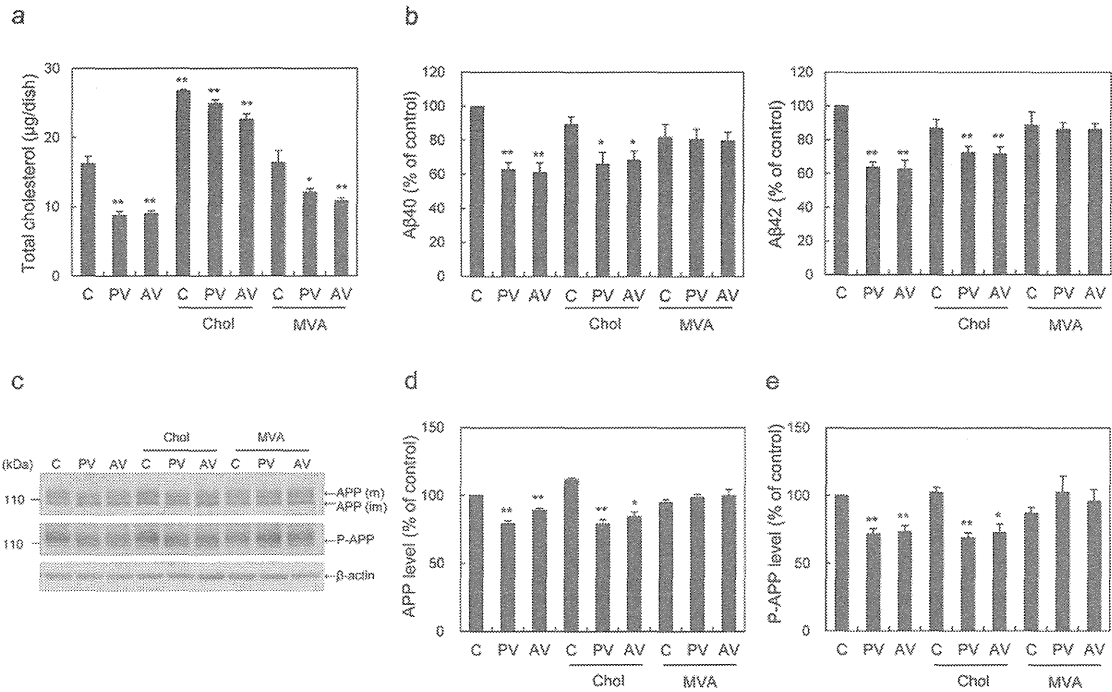 a
Total cholesterol (μg/dish)
30
20
10
0
** ** ** ** ** * **
C PV AV C PV AV C PV AV
Chol MVA
b
Aβ40 (% of control)
120
100
80
60
40
20
0
** ** * *
C PV AV C PV AV C PV AV
Chol MVA
Aβ42 (% of control)
120
100
80
60
40
20
0
** ** ** **
C PV AV C PV AV C PV AV
Chol MVA
c
Chol MVA
(kDa) C PV AV C PV AV C PV AV
110
←APP (m)
←APP (im)
110
←P-APP
←β-actin
d
APP level (% of control)
150
100
50
0
** ** ** *
C PV AV C PV AV C PV AV
Chol MVA
e
P-APP level (% of control)
150
100
50
0
** ** ** *
C PV AV C PV AV C PV AV
Chol MVA